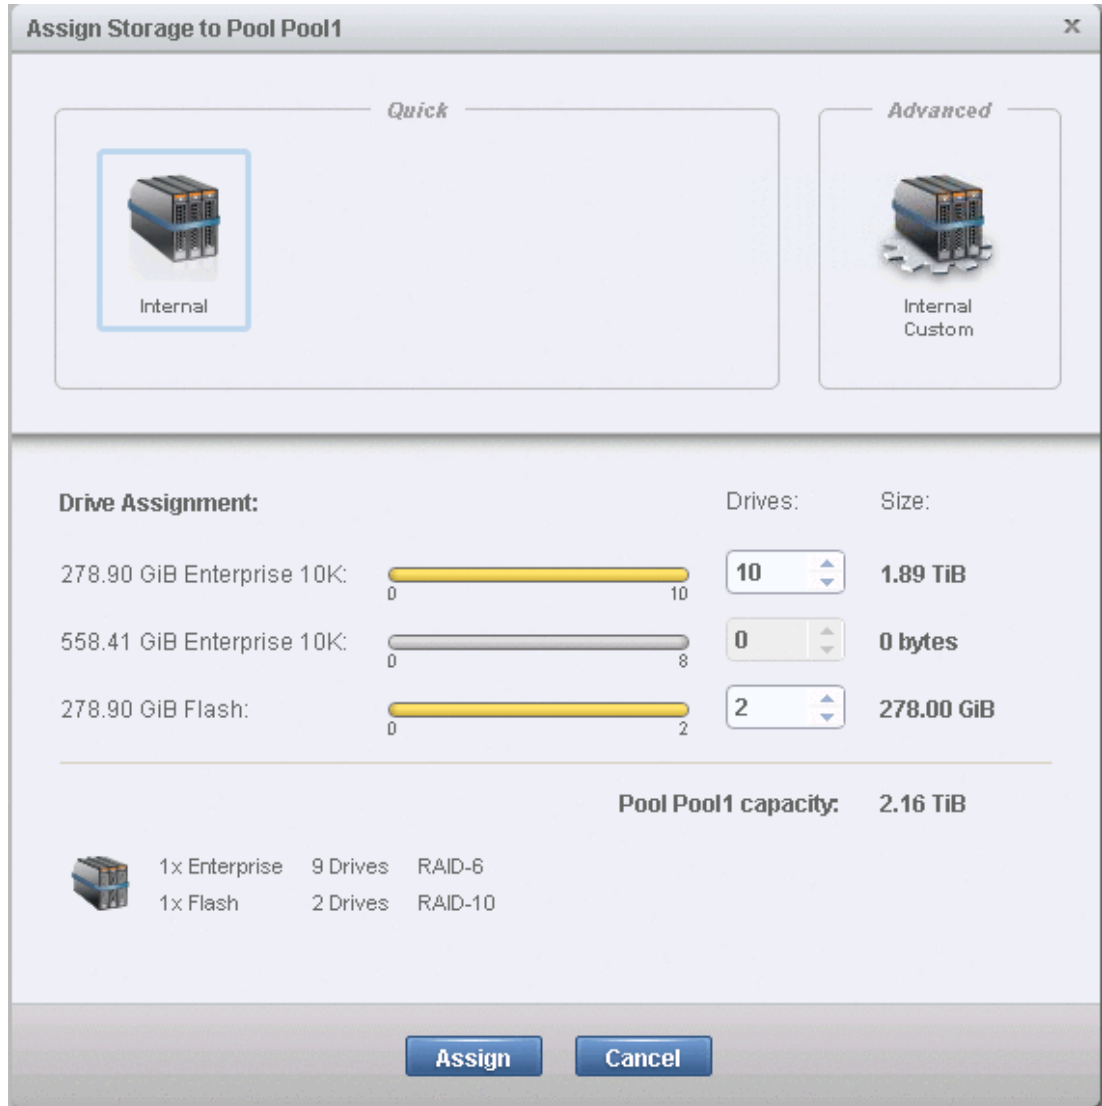 Assign Storage to Pool Pool1 x
Quick Advanced
Internal
Internal
Custom
Drive Assignment: Drives: Size:
278.90 GiB Enterprise 10K: 0 10 10 1.89 TiB
558.41 GiB Enterprise 10K: 0 8 0 0 bytes
278.90 GiB Flash: 0 2 2 278.00 GiB
Pool Pool1 capacity: 2.16 TiB
1x Enterprise 9 Drives RAID-6
1x Flash 2 Drives RAID-10
Assign Cancel